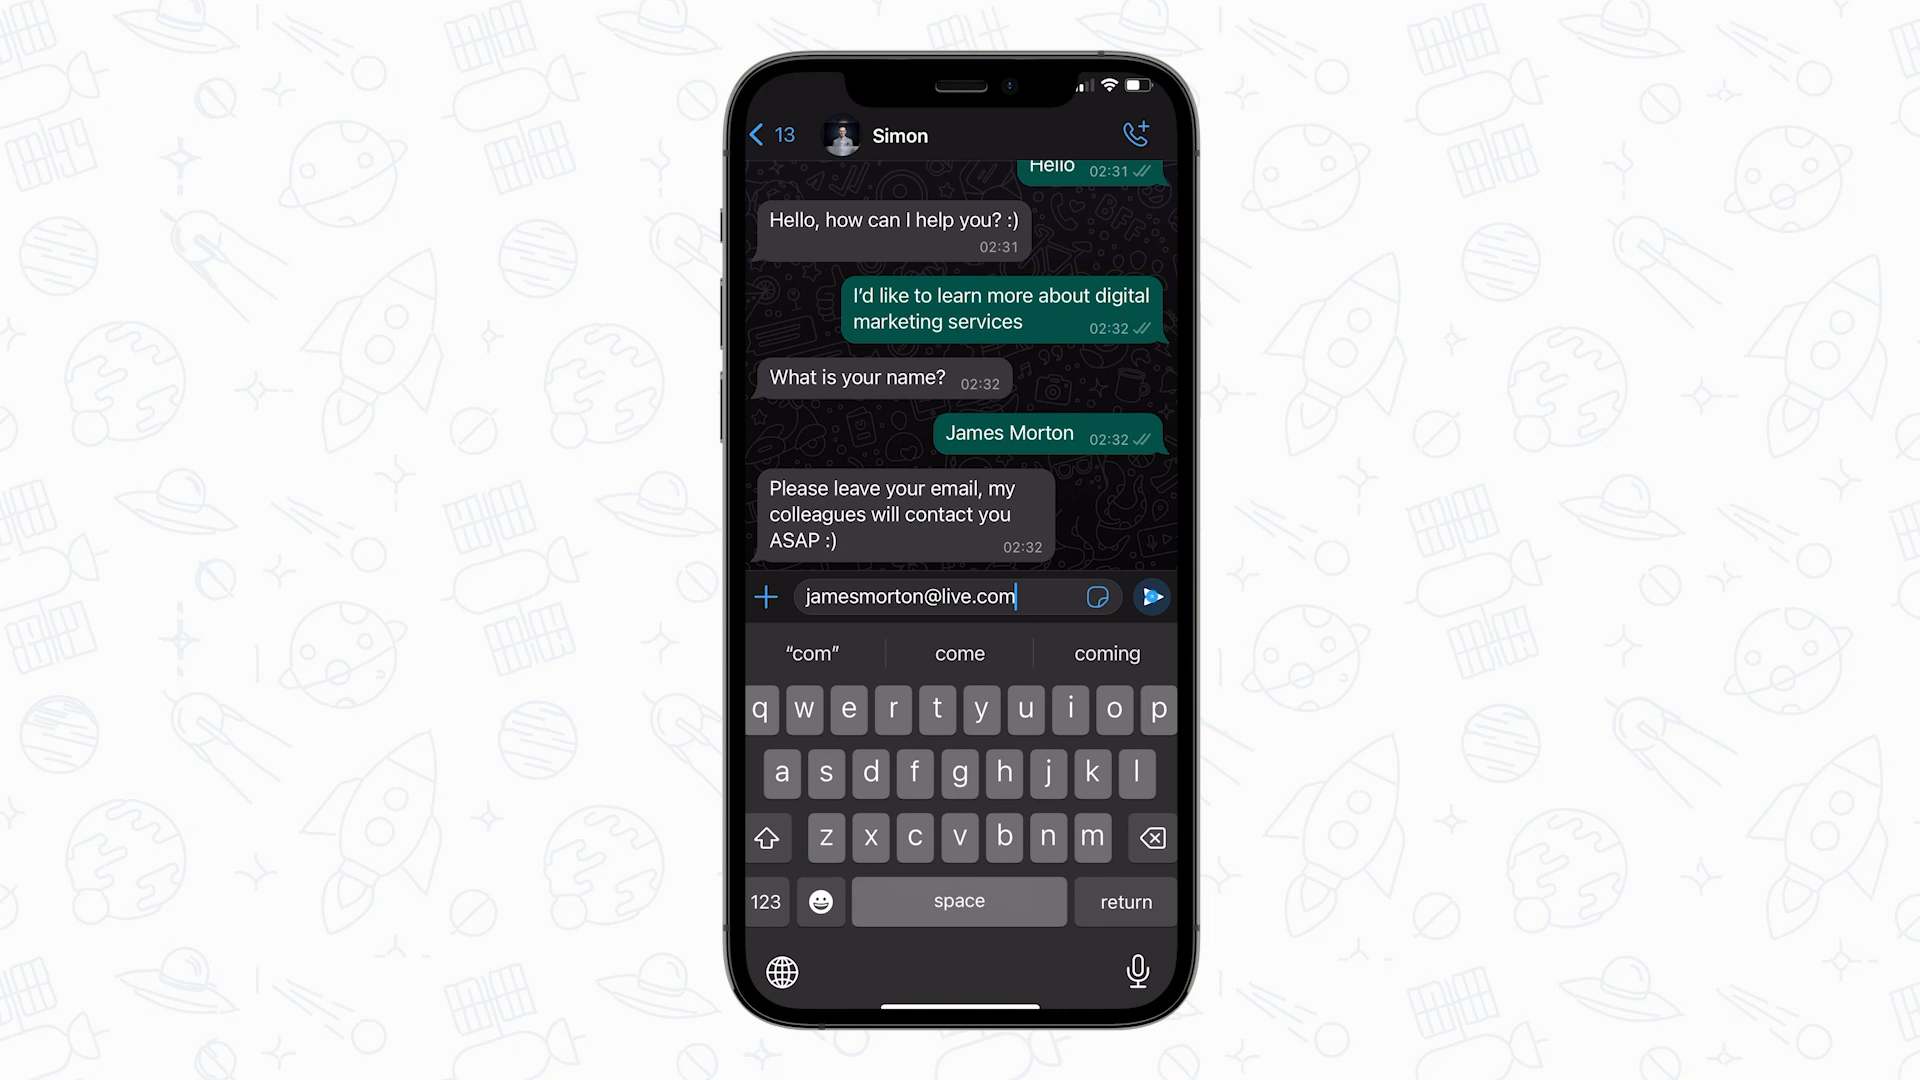 13
Simon
Hello 02:31
Hello, how can I help you? :)
02:31
I’d like to learn more about digital
marketing services 02:32
What is your name? 02:32
James Morton 02:32
Please leave your email, my
colleagues will contact you
ASAP :) 02:32
jamesmorton@live.com
“com” come coming
q w e r t y u i o p
a s d f g h j k l
z x c v b n m
123 space return